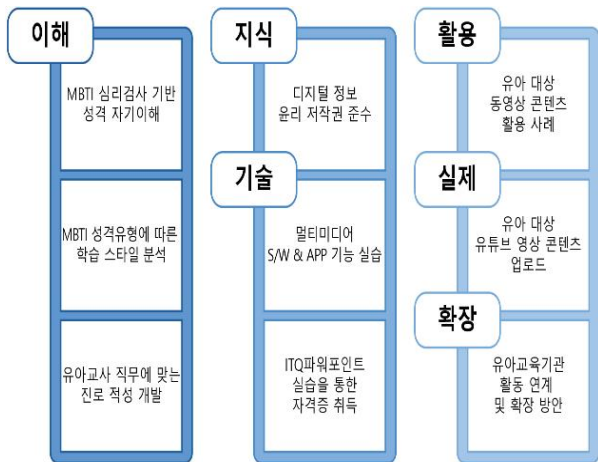 이해
MBTI 심리검사 기반
성격 자기이해
MBTI 성격유형에 따른
학습 스타일 분석
유아교사 직무에 맞는
진로 적성 개발
지식
디지털 정보
윤리 저작권 준수
기술
멀티미디어
S/W & APP 기능 실습
ITQ파워포인트
실습을 통한
자격증 취득
활용
유아 대상
동영상 콘텐츠
활용 사례
실제
유아 대상
유튜브 영상 콘텐츠
업로드
확장
유아교육기관
활동 연계
및 확장 방안